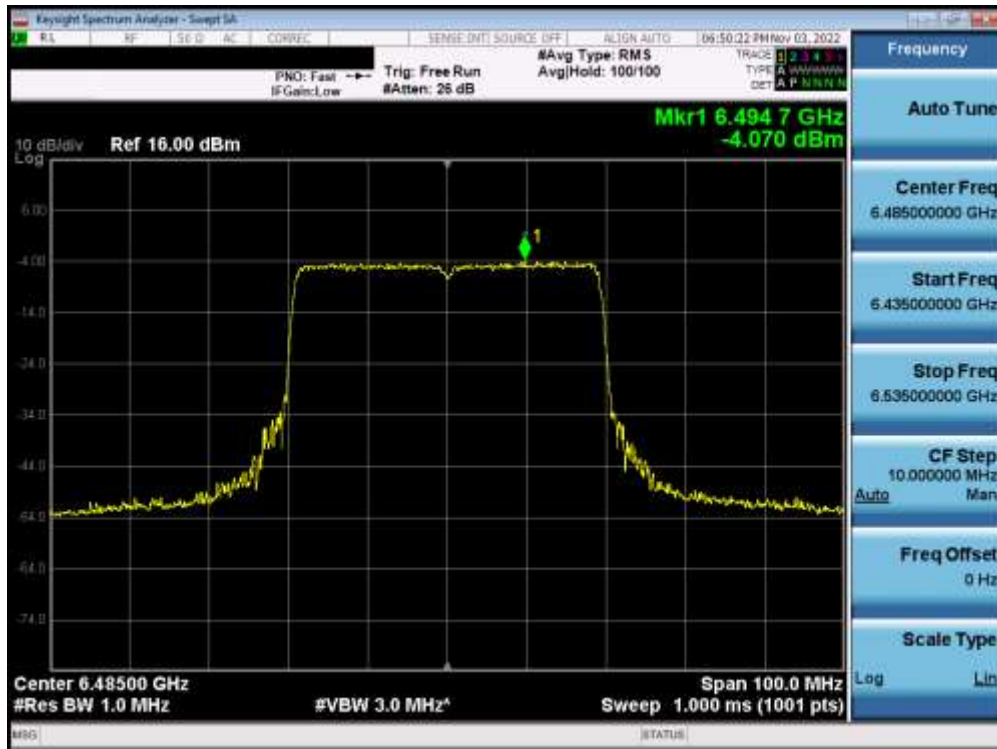 Keysight Spectrum Analyzer - Swept SA
RL RF 50 Ω AC CORREC SENSE:INT SOURCE OFF ALIGN AUTO 06:50:22 PM Nov 03, 2022
PNO: Fast
IFGain:Low
Trig: Free Run
#Atten: 26 dB
#Avg Type: RMS
Avg|Hold: 100/100
TRACE 1 2 3 4 5 6
TYPE A WWWWW
DET A P N N N N
Mkr1 6.494 7 GHz
-4.070 dBm
10 dB/div Ref 16.00 dBm
Log
6.00
-4.00
-14.0
-24.0
-34.0
-44.0
-54.0
-64.0
-74.0
1
Center 6.48500 GHz
#Res BW 1.0 MHz
#VBW 3.0 MHz*
Span 100.0 MHz
Sweep 1.000 ms (1001 pts)
MSG
STATUS
Frequency
Auto Tune
Center Freq
6.485000000 GHz
Start Freq
6.435000000 GHz
Stop Freq
6.535000000 GHz
CF Step
10.000000 MHz
Auto Man
Freq Offset
0 Hz
Scale Type
Log Lin